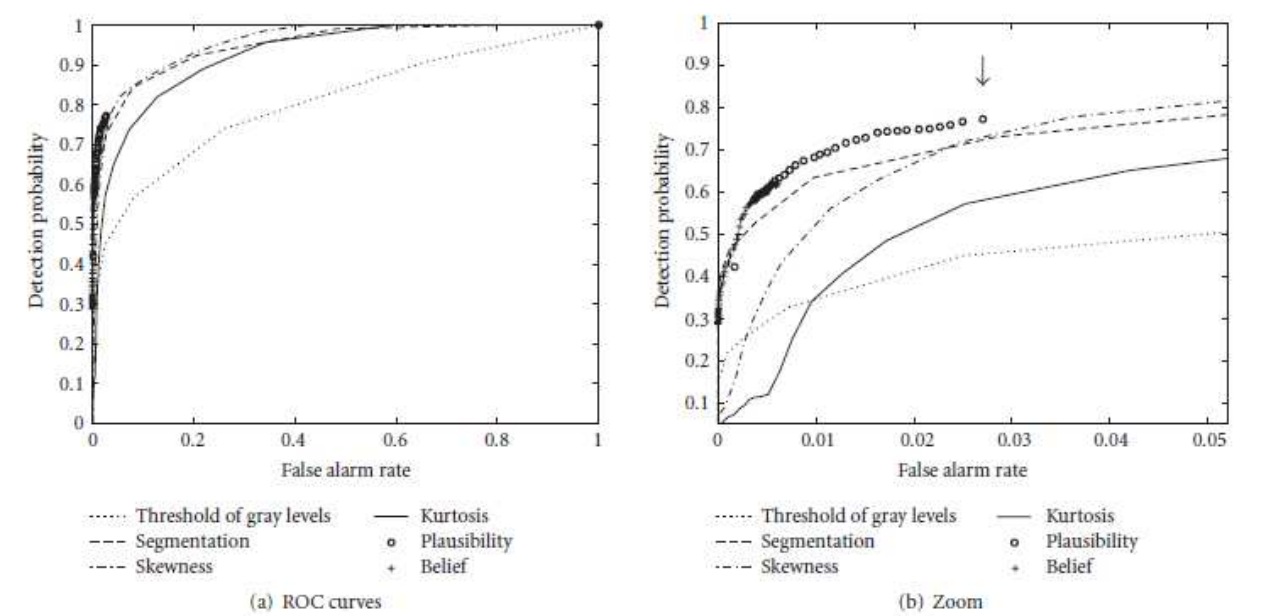 1
0.9
0.8
0.7
0.6
0.5
0.4
0.3
0.2
0.1
0
Detection probability
0 0.2 0.4 0.6 0.8 1
False alarm rate
Threshold of gray levels Kurtosis
Segmentation Plausibility
Skewness Belief
(a) ROC curves
1
0.9
0.8
0.7
0.6
0.5
0.4
0.3
0.2
0.1
Detection probability
0 0.01 0.02 0.03 0.04 0.05
False alarm rate
Threshold of gray levels Kurtosis
Segmentation Plausibility
Skewness Belief
(b) Zoom